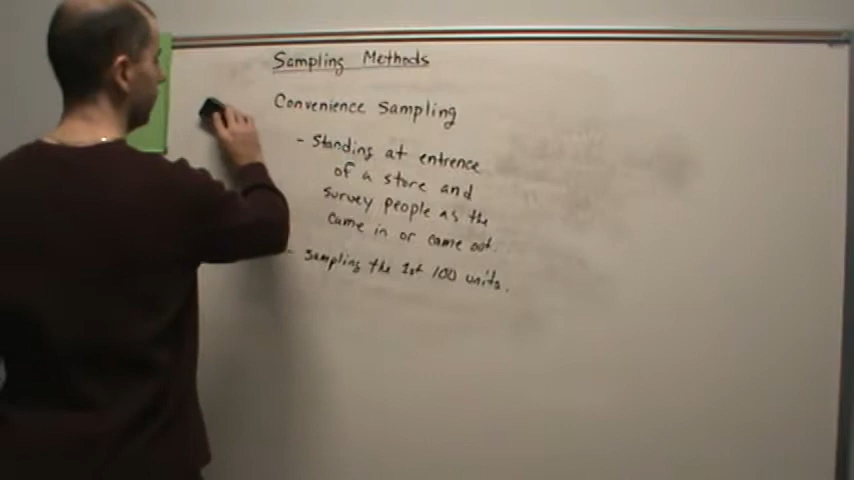 Sampling Methods
Convenience Sampling
- Standing at entrence
of a store and
survey people as the
came in or came out.
- Sampling the 1st 100 units.